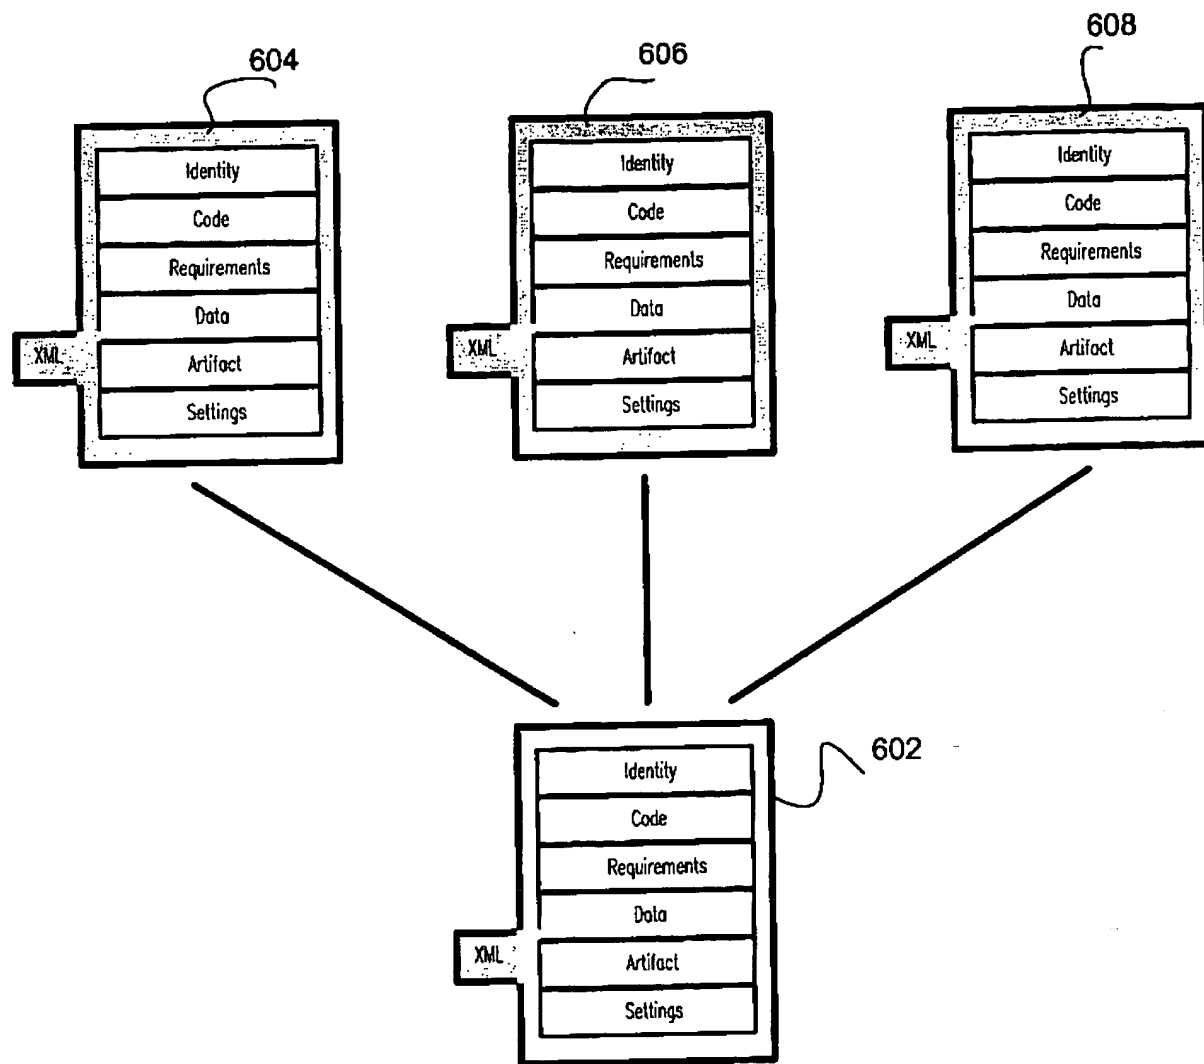 604
606
608
Identity
Code
Requirements
Data
XML
Artifact
Settings
Identity
Code
Requirements
Data
XML
Artifact
Settings
Identity
Code
Requirements
Data
XML
Artifact
Settings
602
Identity
Code
Requirements
Data
XML
Artifact
Settings